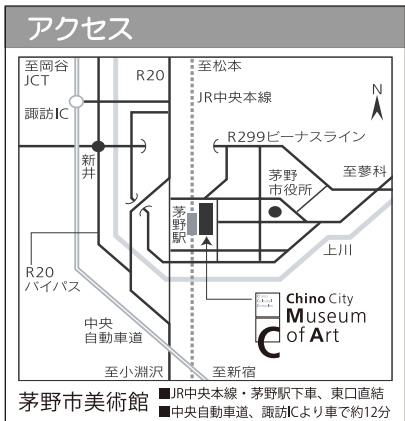 アクセス
至岡谷
JCT
R20
至松本
N
諏訪IC
JR中央本線
R299ビーナスライン
新井
茅野
市役所
至蓼科
茅野駅
上川
R20
バイパス
中央
自動車道
Chino City
Museum
of Art
C
至小淵沢
至新宿
茅野市美術館
■JR中央本線・茅野駅下車、東口直結
■中央自動車道、諏訪ICより車で約12分